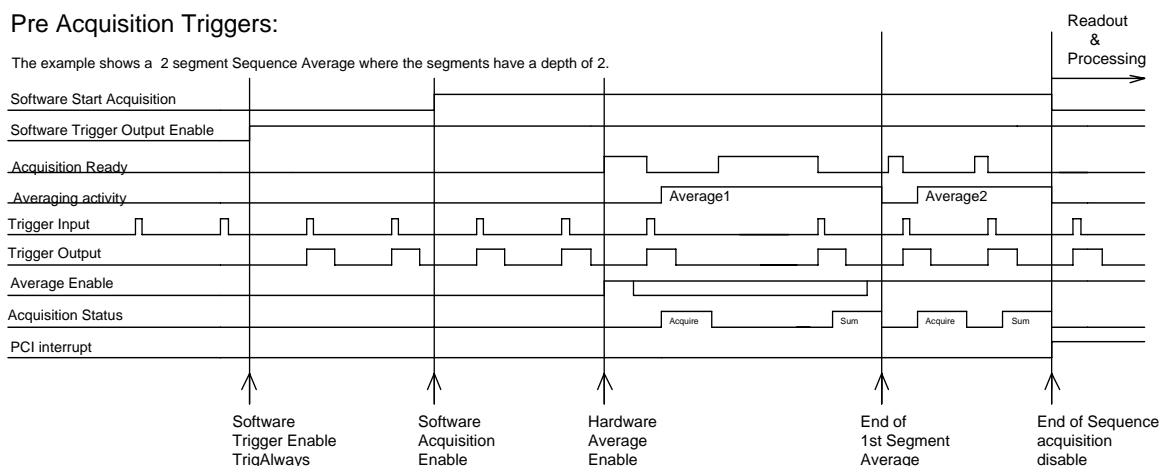 Pre Acquisition Triggers:
Readout
&
Processing
The example shows a 2 segment Sequence Average where the segments have a depth of 2.
Software Start Acquisition
Software Trigger Output Enable
Acquisition Ready
Averaging activity
Average1
Average2
Trigger Input
Trigger Output
Average Enable
Acquisition Status
Acquire
Sum
Acquire
Sum
PCI interrupt
Software
Trigger Enable
TrigAlways
Software
Acquisition
Enable
Hardware
Average
Enable
End of
1st Segment
Average
End of Sequence
acquisition
disable